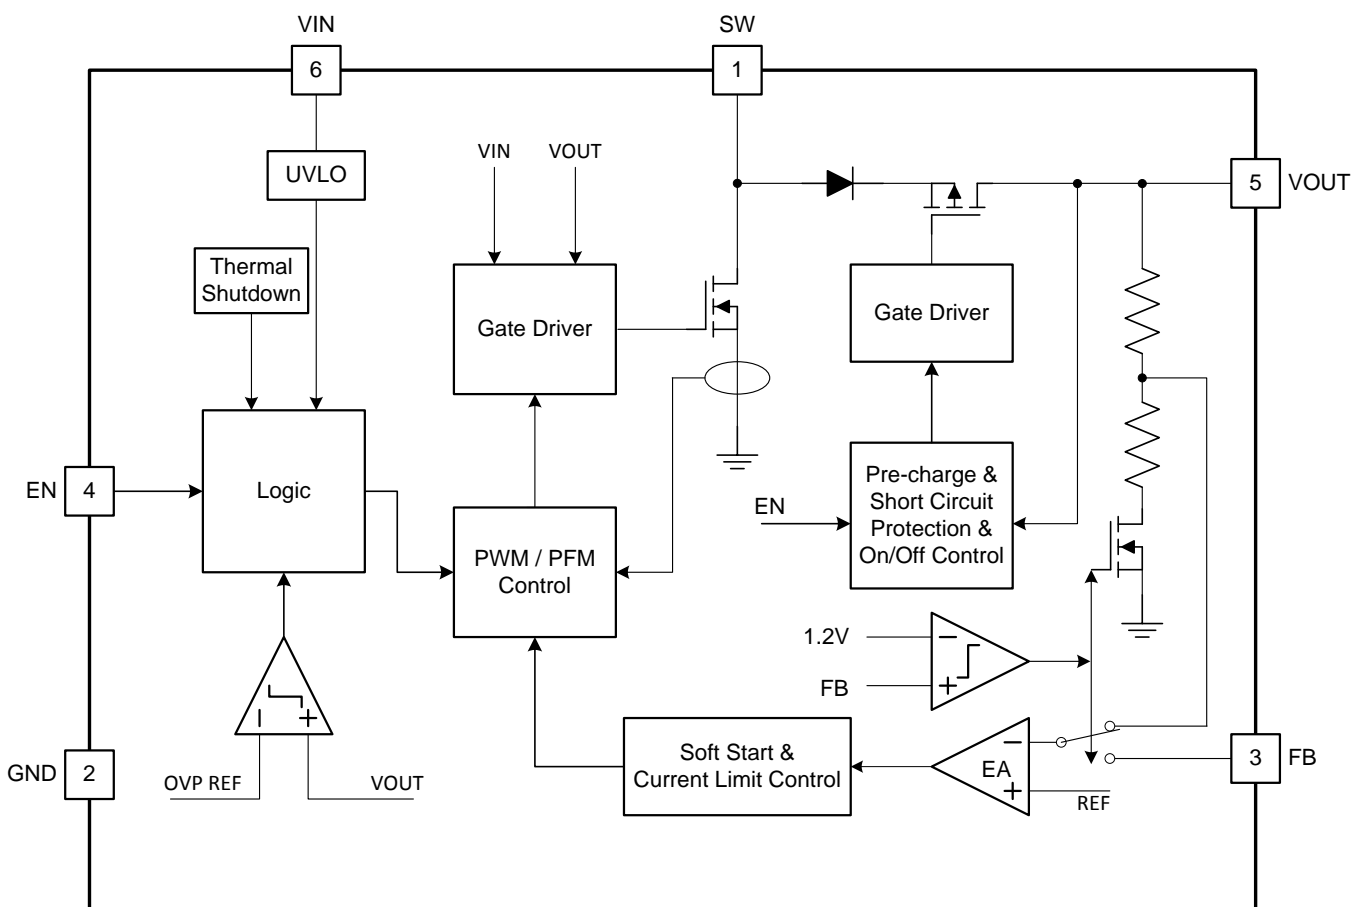 VIN
SW
6
1
UVLO
VIN
VOUT
5
VOUT
Thermal
Shutdown
Gate Driver
Gate Driver
EN
4
Logic
EN
Pre-charge &
Short Circuit
Protection &
On/Off Control
PWM / PFM
Control
1.2V
−
FB
+
−
+
GND
2
OVP REF
VOUT
Soft Start &
Current Limit Control
−
EA
+
REF
3
FB